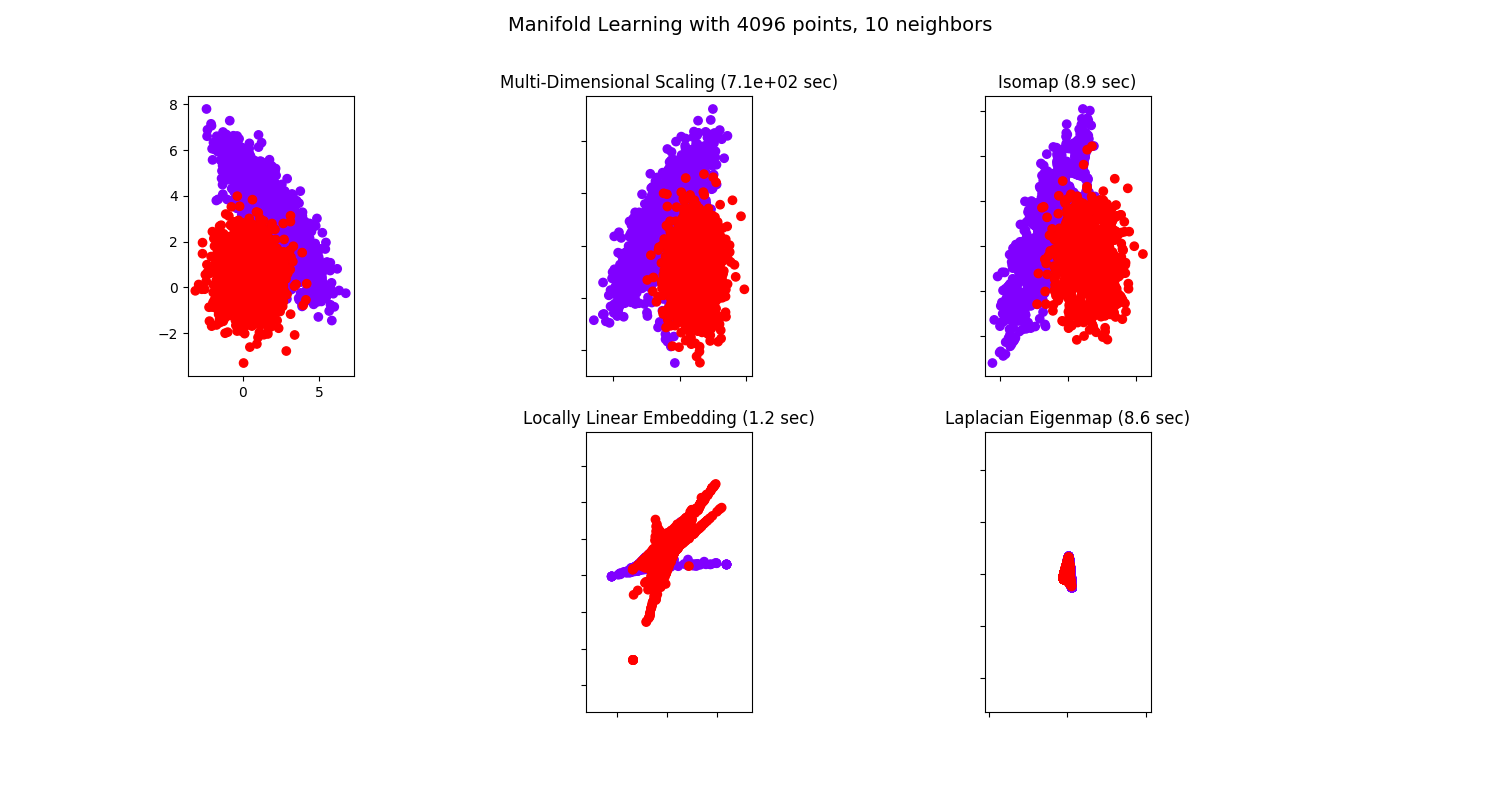 Manifold Learning with 4096 points, 10 neighbors
Multi-Dimensional Scaling (7.1e+02 sec)
Isomap (8.9 sec)
8
6
4
2
0
−2
0 5
Locally Linear Embedding (1.2 sec)
Laplacian Eigenmap (8.6 sec)